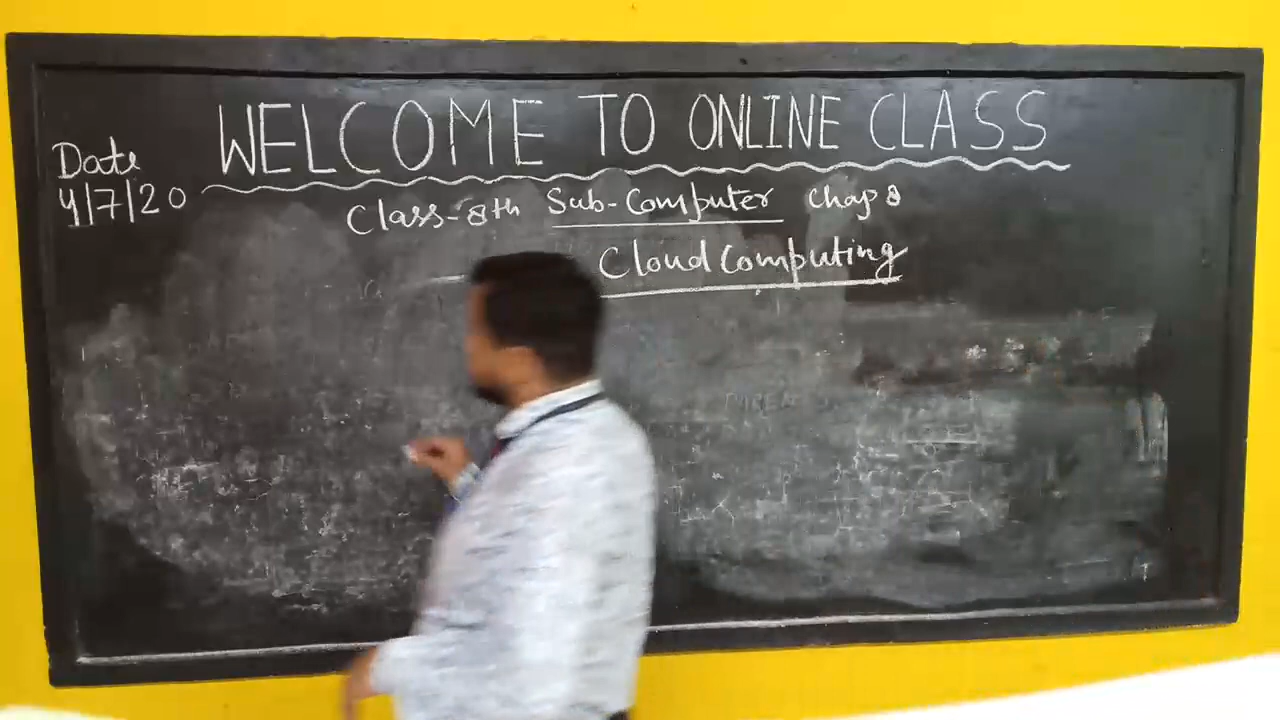 WELCOME TO ONLINE CLASS
Date
4/7/20
Class-8th Sub-Computer Chap 8
Cloud Computing